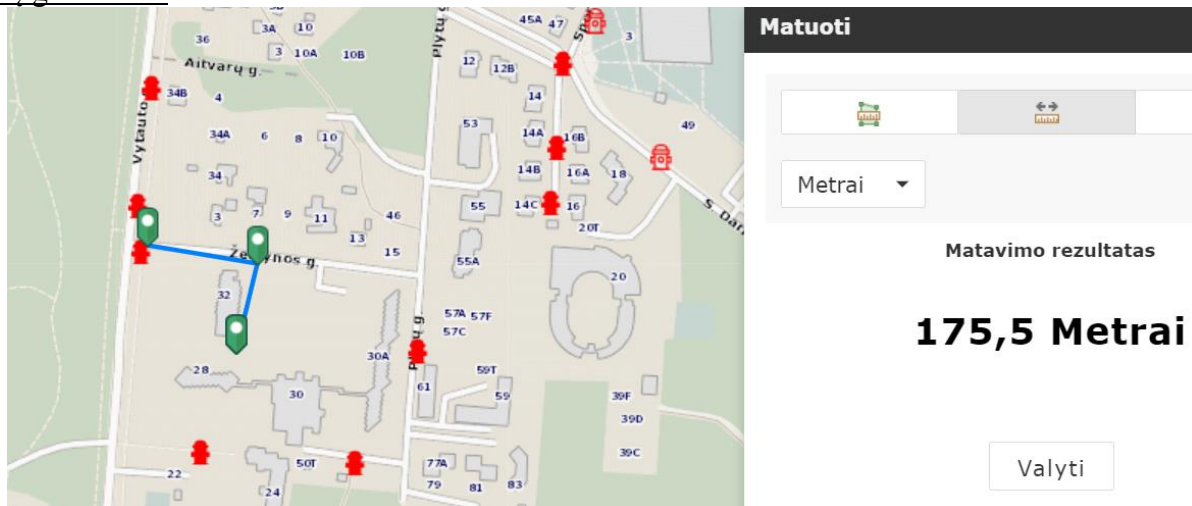 Matuoti
Metrai
Matavimo rezultatas
175,5 Metrai
Valyti
45A 47
3A 10
3
36
3 10A 10B
Aitvarų g.
Plytų g.
12 12B
34B
4
14
Vytauto
53
49
34A 6 8 10
14A 16B
34
14B 16A 18
3 7 9 11
46
55
14C 16
20T
S. Dari
13
15
nos g.
55A
20
32
57A 57F
57C
30A
28
59T
61
30
59
39F
39D
39C
50T
77A
22
79 81 83
24